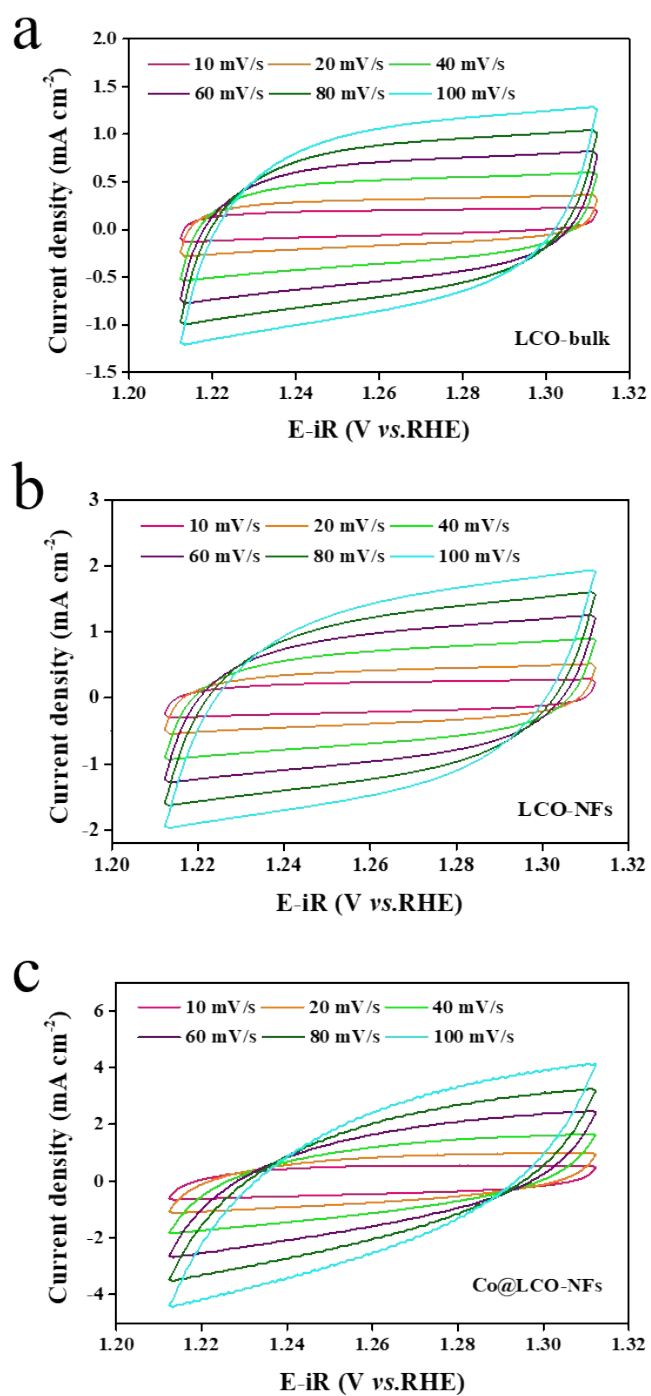 a
2.0
10 mV/s 20 mV/s 40 mV/s
60 mV/s 80 mV/s 100 mV/s
1.5
1.0
0.5
0.0
-0.5
-1.0
-1.5
Current density (mA cm-2)
LCO-bulk
1.20 1.22 1.24 1.26 1.28 1.30 1.32
E-iR (V vs.RHE)
b
3
10 mV/s 20 mV/s 40 mV/s
60 mV/s 80 mV/s 100 mV/s
2
1
0
-1
-2
Current density (mA cm-2)
LCO-NFs
1.20 1.22 1.24 1.26 1.28 1.30 1.32
E-iR (V vs.RHE)
c
10 mV/s 20 mV/s 40 mV/s
60 mV/s 80 mV/s 100 mV/s
6
4
2
0
-2
-4
Current density (mA cm-2)
Co@LCO-NFs
1.20 1.22 1.24 1.26 1.28 1.30 1.32
E-iR (V vs.RHE)